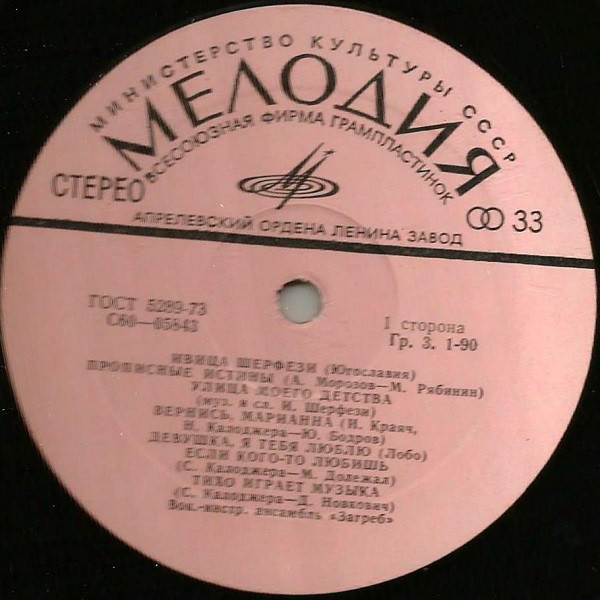 МИНИСТЕРСТВО КУЛЬТУРЫ СССР
МЕЛОДИЯ
ВСЕСОЮЗНАЯ ФИРМА ГРАМПЛАСТИНОК
СТЕРЕО
33
АПРЕЛЕВСКИЙ ОРДЕНА ЛЕНИНА ЗАВОД
ГОСТ 5289-73
С60—05843
I сторона
Гр. 3. 1-90
ИВИЦА ШЕРФЕЗИ (Югославия)
ПРОПИСНЫЕ ИСТИНЫ (А. Морозов—М. Рябинин)
УЛИЦА МОЕГО ДЕТСТВА
(муз. и сл. И. Шерфези)
ВЕРНИСЬ, МАРИАННА (И. Краяч,
Н. Калоджера—Ю. Бодров)
ДЕВУШКА, Я ТЕБЯ ЛЮБЛЮ (Лобо)
ЕСЛИ КОГО-ТО ЛЮБИШЬ
(С. Калоджера—М. Долежал)
ТИХО ИГРАЕТ МУЗЫКА
(С. Калоджера—Д. Новкович)
Вок.-инстр. ансамбль «Загреб»